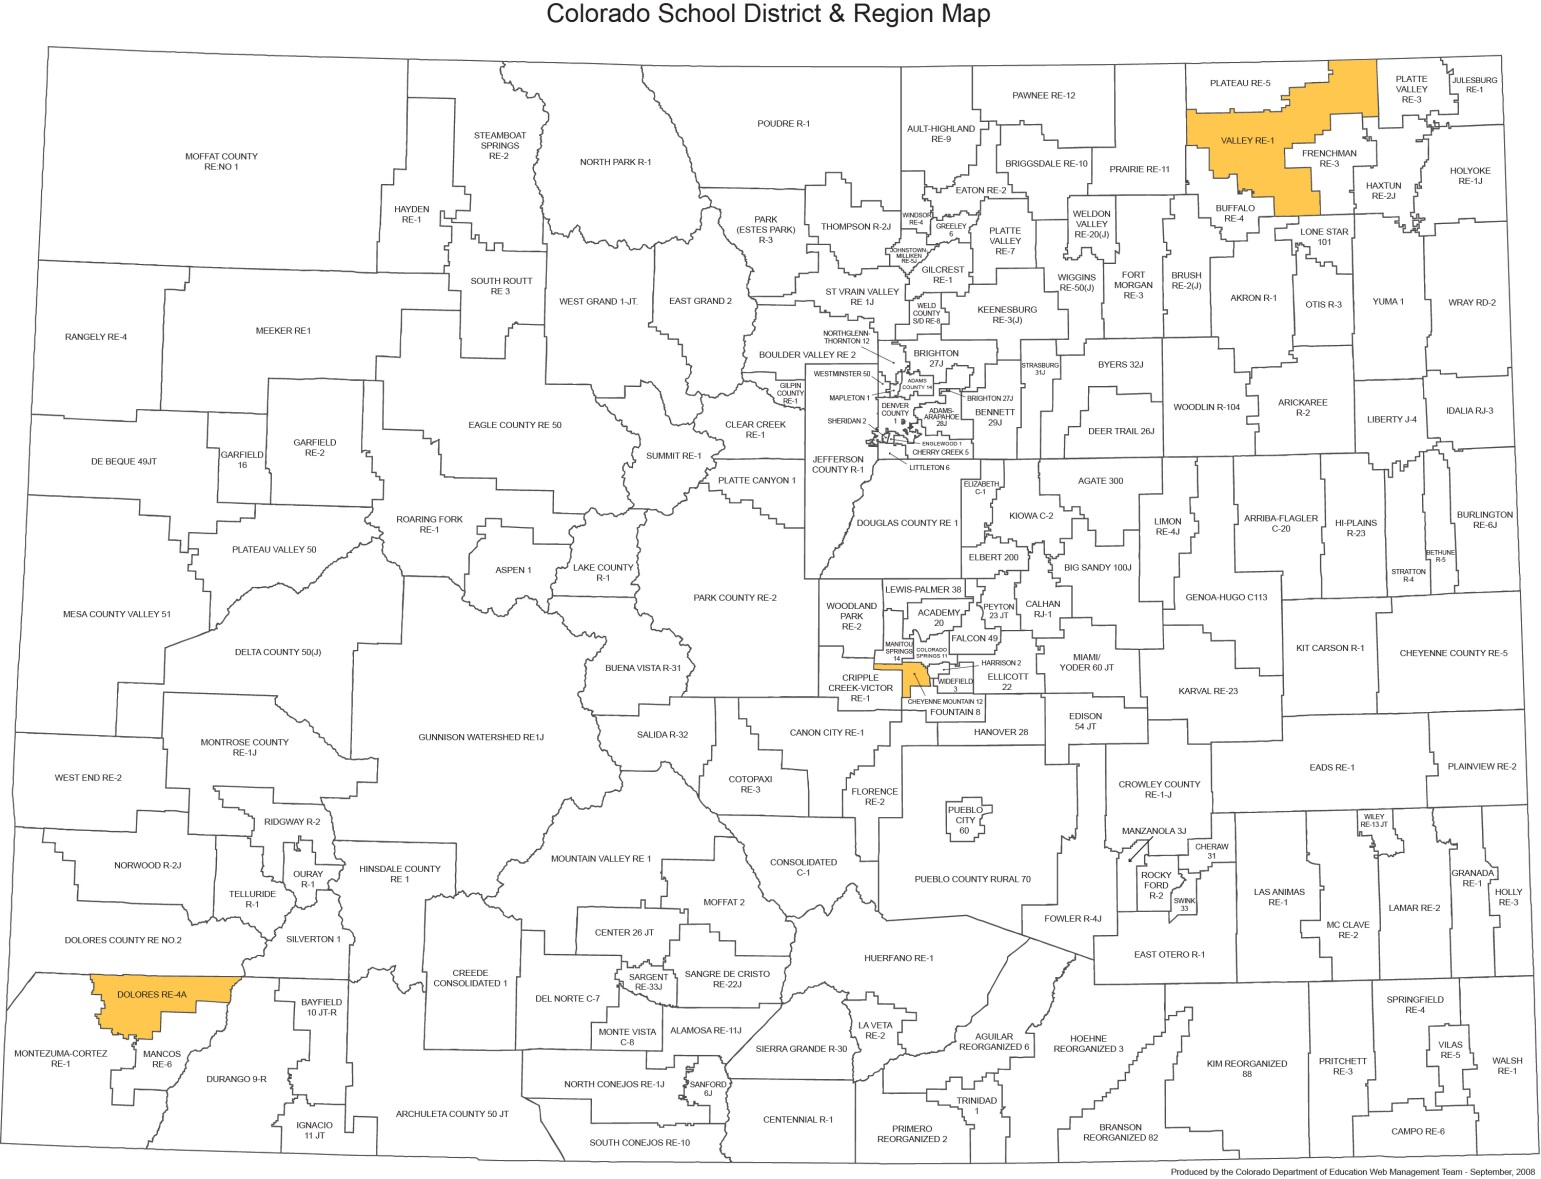 Colorado School District & Region Map
MOFFAT COUNTY
RE:NO 1
HAYDEN
RE-1
STEAMBOAT
SPRINGS
RE-2
NORTH PARK R-1
POUDRE R-1
AULT-HIGHLAND
RE-9
PAWNEE RE-12
BRIGGSDALE RE-10
PRAIRIE RE-11
PLATEAU RE-5
VALLEY RE-1
FRENCHMAN
RE-3
PLATTE
VALLEY
RE-3
JULESBURG
RE-1
HAXTUN
RE-2J
HOLYOKE
RE-1J
BUFFALO
RE-4
LONE STAR
101
EATON RE-2
WINDSOR
RE-4
GREELEY
6
PARK
(ESTES PARK)
R-3
THOMPSON R-2J
JOHNSTOWN-
MILLIKEN
RE-5J
GILCREST
RE-1
PLATTE
VALLEY
RE-7
WELDON
VALLEY
RE-20(J)
WIGGINS
RE-50(J)
FORT
MORGAN
RE-3
BRUSH
RE-2(J)
AKRON R-1
OTIS R-3
YUMA 1
WRAY RD-2
SOUTH ROUTT
RE 3
WEST GRAND 1-JT.
EAST GRAND 2
ST VRAIN VALLEY
RE 1J
WELD
COUNTY
S/D RE-8
KEENESBURG
RE-3(J)
RANGELY RE-4
MEEKER RE1
BOULDER VALLEY RE 2
NORTHGLENN-
THORNTON 12
BRIGHTON
27J
WESTMINSTER 50
ADAMS
COUNTY 14
MAPLETON 1
BRIGHTON 27J
GILPIN
COUNTY
RE-1
DENVER
COUNTY
1
ADAMS-
ARAPAHOE
28J
BENNETT
29J
STRASBURG
31J
BYERS 32J
DEER TRAIL 26J
WOODLIN R-104
ARICKAREE
R-2
LIBERTY J-4
IDALIA RJ-3
SHERIDAN 2
ENGLEWOOD 1
CHERRY CREEK 5
LITTLETON 6
CLEAR CREEK
RE-1
JEFFERSON
COUNTY R-1
EAGLE COUNTY RE 50
SUMMIT RE-1
PLATTE CANYON 1
DE BEQUE 49JT
GARFIELD
16
GARFIELD
RE-2
ROARING FORK
RE-1
PLATEAU VALLEY 50
ASPEN 1
LAKE COUNTY
R-1
DOUGLAS COUNTY RE 1
ELIZABETH
C-1
KIOWA C-2
AGATE 300
ELBERT 200
BIG SANDY 100J
LIMON
RE-4J
ARRIBA-FLAGLER
C-20
HI-PLAINS
R-23
STRATTON
R-4
BETHUNE
R-5
BURLINGTON
RE-6J
MESA COUNTY VALLEY 51
DELTA COUNTY 50(J)
PARK COUNTY RE-2
BUENA VISTA R-31
WOODLAND
PARK
RE-2
LEWIS-PALMER 38
ACADEMY
20
PEYTON
23 JT
CALHAN
RJ-1
FALCON 49
MANITOU
SPRINGS
14
COLORADO
SPRINGS 11
HARRISON 2
WIDEFIELD
3
ELLICOTT
22
MIAMI/
YODER 60 JT
CRIPPLE
CREEK-VICTOR
RE-1
CHEYENNE MOUNTAIN 12
FOUNTAIN 8
HANOVER 28
EDISON
54 JT
GENOA-HUGO C113
KARVAL RE-23
KIT CARSON R-1
CHEYENNE COUNTY RE-5
MONTROSE COUNTY
RE-1J
GUNNISON WATERSHED RE1J
SALIDA R-32
CANON CITY RE-1
COTOPAXI
RE-3
FLORENCE
RE-2
WEST END RE-2
RIDGWAY R-2
PUEBLO
CITY
60
PUEBLO COUNTY RURAL 70
CROWLEY COUNTY
RE-1-J
EADS RE-1
PLAINVIEW RE-2
MANZANOLA 3J
CHERAW
31
ROCKY
FORD
R-2
SWINK
33
FOWLER R-4J
EAST OTERO R-1
LAS ANIMAS
RE-1
WILEY
RE-13 JT
MC CLAVE
RE-2
LAMAR RE-2
GRANADA
RE-1
HOLLY
RE-3
NORWOOD R-2J
TELLURIDE
R-1
OURAY
R-1
HINSDALE COUNTY
RE 1
MOUNTAIN VALLEY RE 1
CONSOLIDATED
C-1
MOFFAT 2
DOLORES COUNTY RE NO.2
SILVERTON 1
CENTER 26 JT
CREEDE
CONSOLIDATED 1
SARGENT
RE-33J
SANGRE DE CRISTO
RE-22J
HUERFANO RE-1
DOLORES RE-4A
BAYFIELD
10 JT-R
DEL NORTE C-7
MONTE VISTA
C-8
ALAMOSA RE-11J
SIERRA GRANDE R-30
LA VETA
RE-2
AGUILAR
REORGANIZED 6
HOEHNE
REORGANIZED 3
KIM REORGANIZED
88
PRITCHETT
RE-3
SPRINGFIELD
RE-4
VILAS
RE-5
WALSH
RE-1
MONTEZUMA-CORTEZ
RE-1
MANCOS
RE-6
DURANGO 9-R
IGNACIO
11 JT
ARCHULETA COUNTY 50 JT
NORTH CONEJOS RE-1J
SANFORD
6J
SOUTH CONEJOS RE-10
CENTENNIAL R-1
PRIMERO
REORGANIZED 2
TRINIDAD
1
BRANSON
REORGANIZED 82
CAMPO RE-6
Produced by the Colorado Department of Education Web Management Team - September, 2008